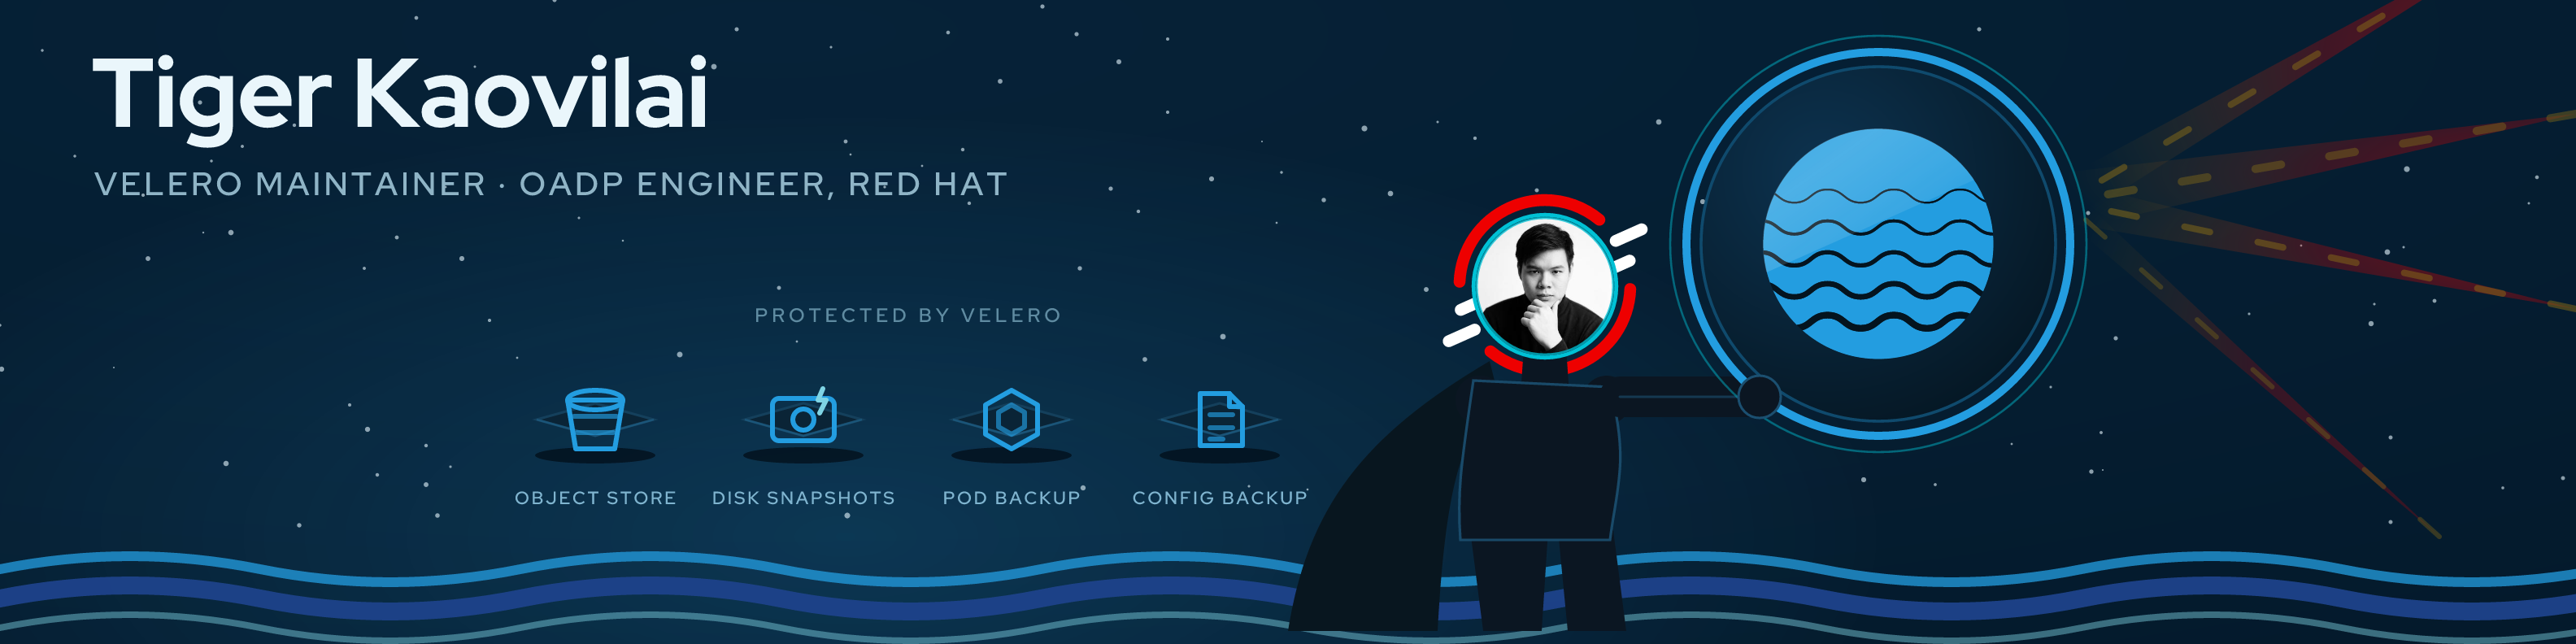 Tiger Kaovilai
VELERO MAINTAINER · OADP ENGINEER, RED HAT
PROTECTED BY VELERO
OBJECT STORE
DISK SNAPSHOTS
POD BACKUP
CONFIG BACKUP